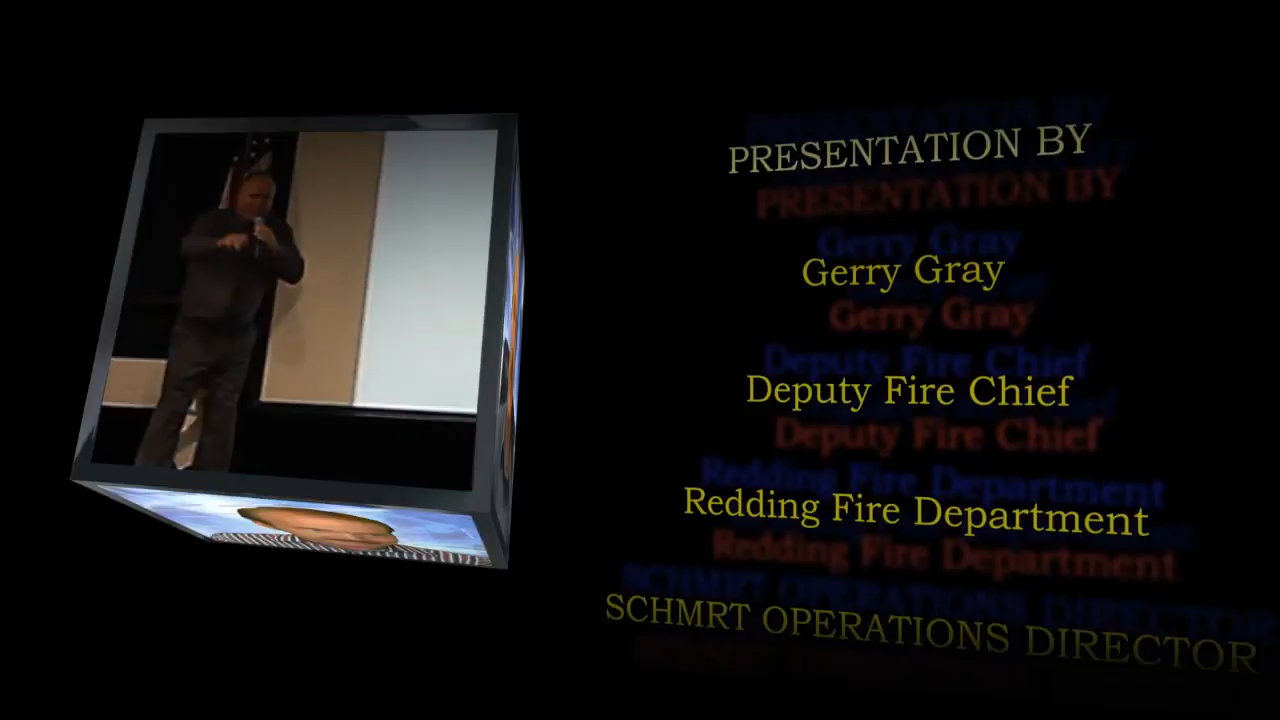 PRESENTATION BY
Gerry Gray
Deputy Fire Chief
Redding Fire Department
SCHMRT OPERATIONS DIRECTOR